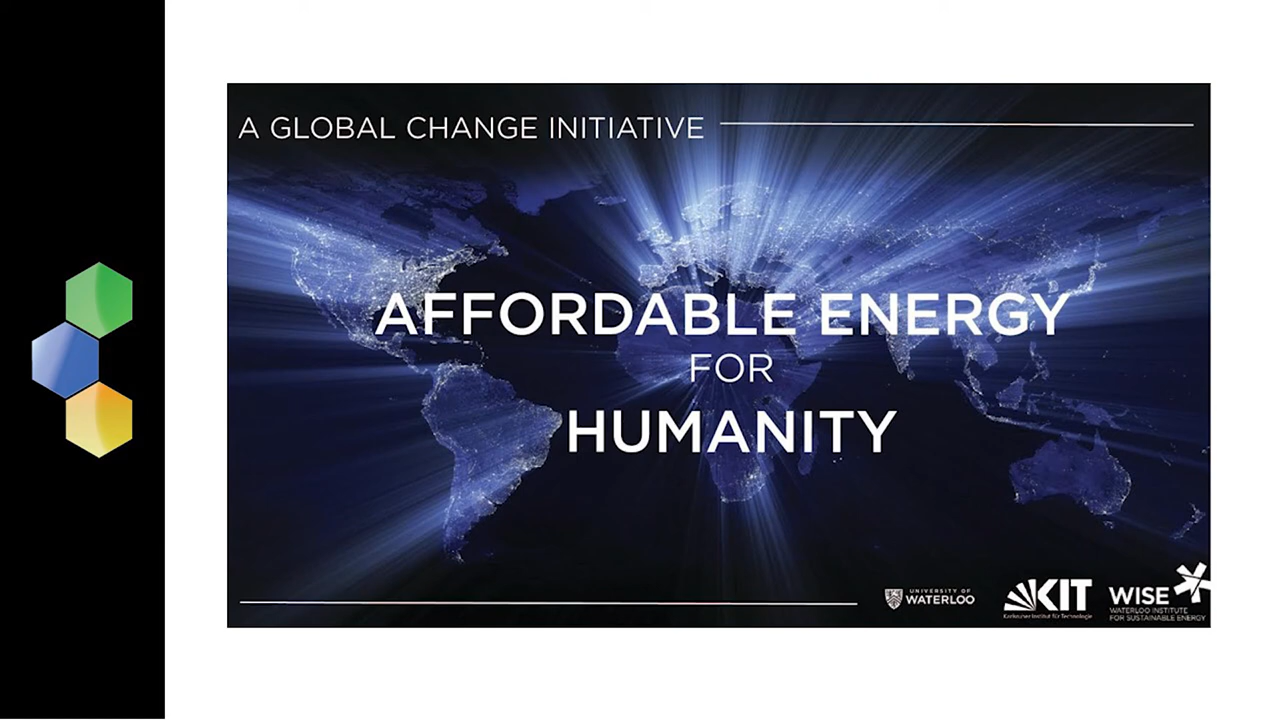 A GLOBAL CHANGE INITIATIVE
AFFORDABLE ENERGY
FOR
HUMANITY
UNIVERSITY OF
WATERLOO
KIT
Karlsruher Institut für Technologie
WISE
WATERLOO INSTITUTE
FOR SUSTAINABLE ENERGY